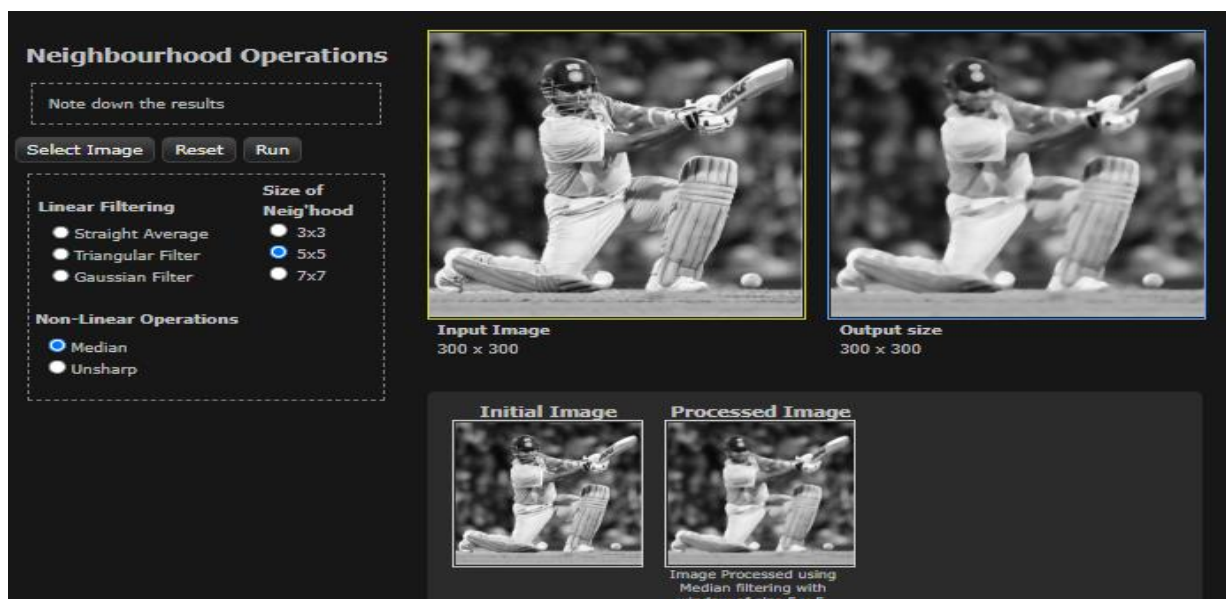 Neighbourhood Operations
Note down the results
Select Image Reset Run
Linear Filtering
Straight Average
Triangular Filter
Gaussian Filter
Size of
Neig'hood
3x3
5x5
7x7
Non-Linear Operations
Median
Unsharp
Input Image
300 x 300
Output size
300 x 300
Initial Image
Processed Image
Image Processed using
Median filtering with